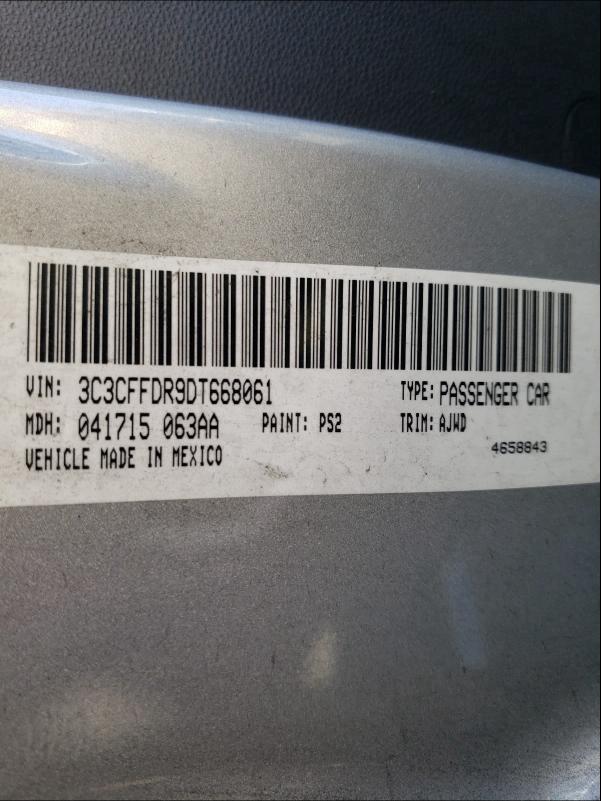 VIN: 3C3CFFDR9DT668061 TYPE: PASSENGER CAR
MDH: 041715 063AA PAINT: PS2 TRIM: AJWD
VEHICLE MADE IN MEXICO 4658843